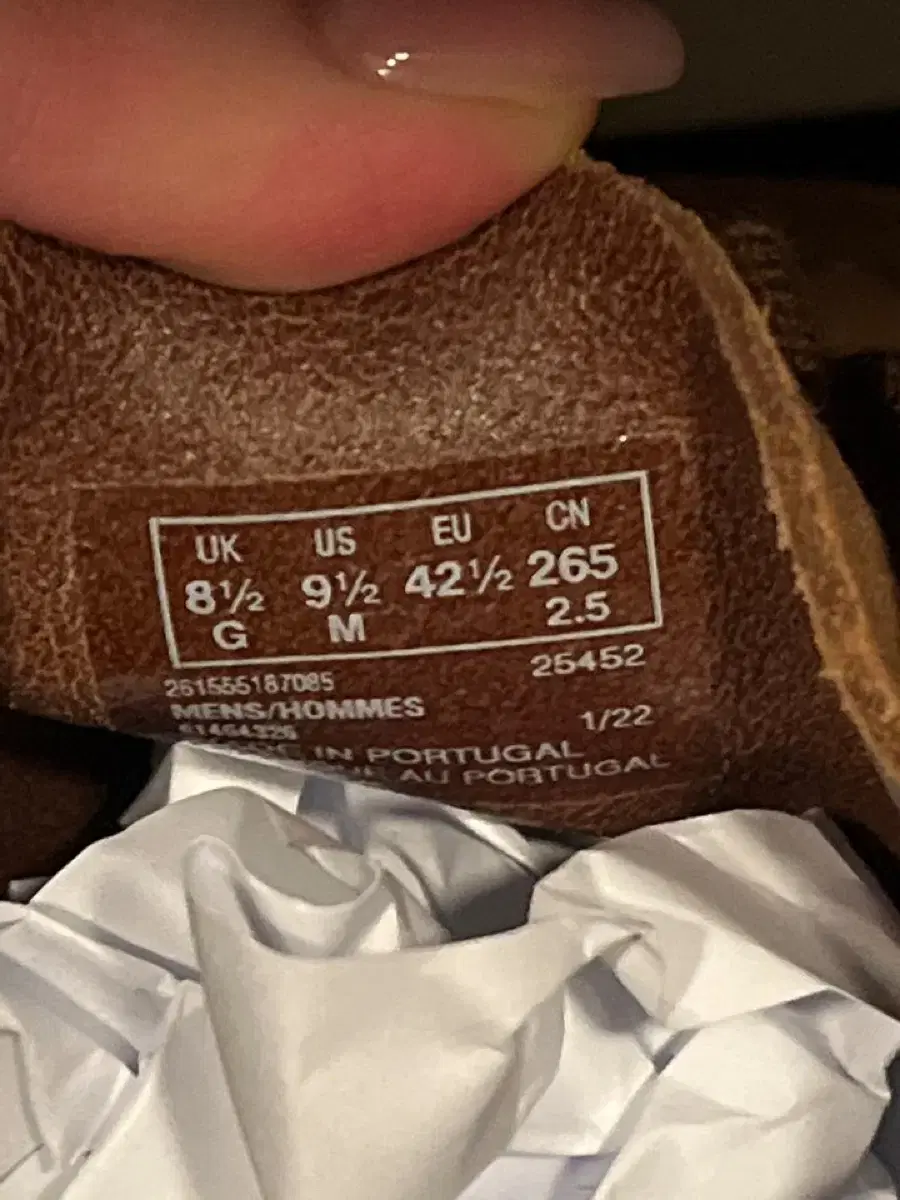 UK US EU CN
8½ 9½ 42½ 265
G M 2.5
261555187085 25452
MENS/HOMMES 1/22
IN PORTUGAL
AU PORTUGAL